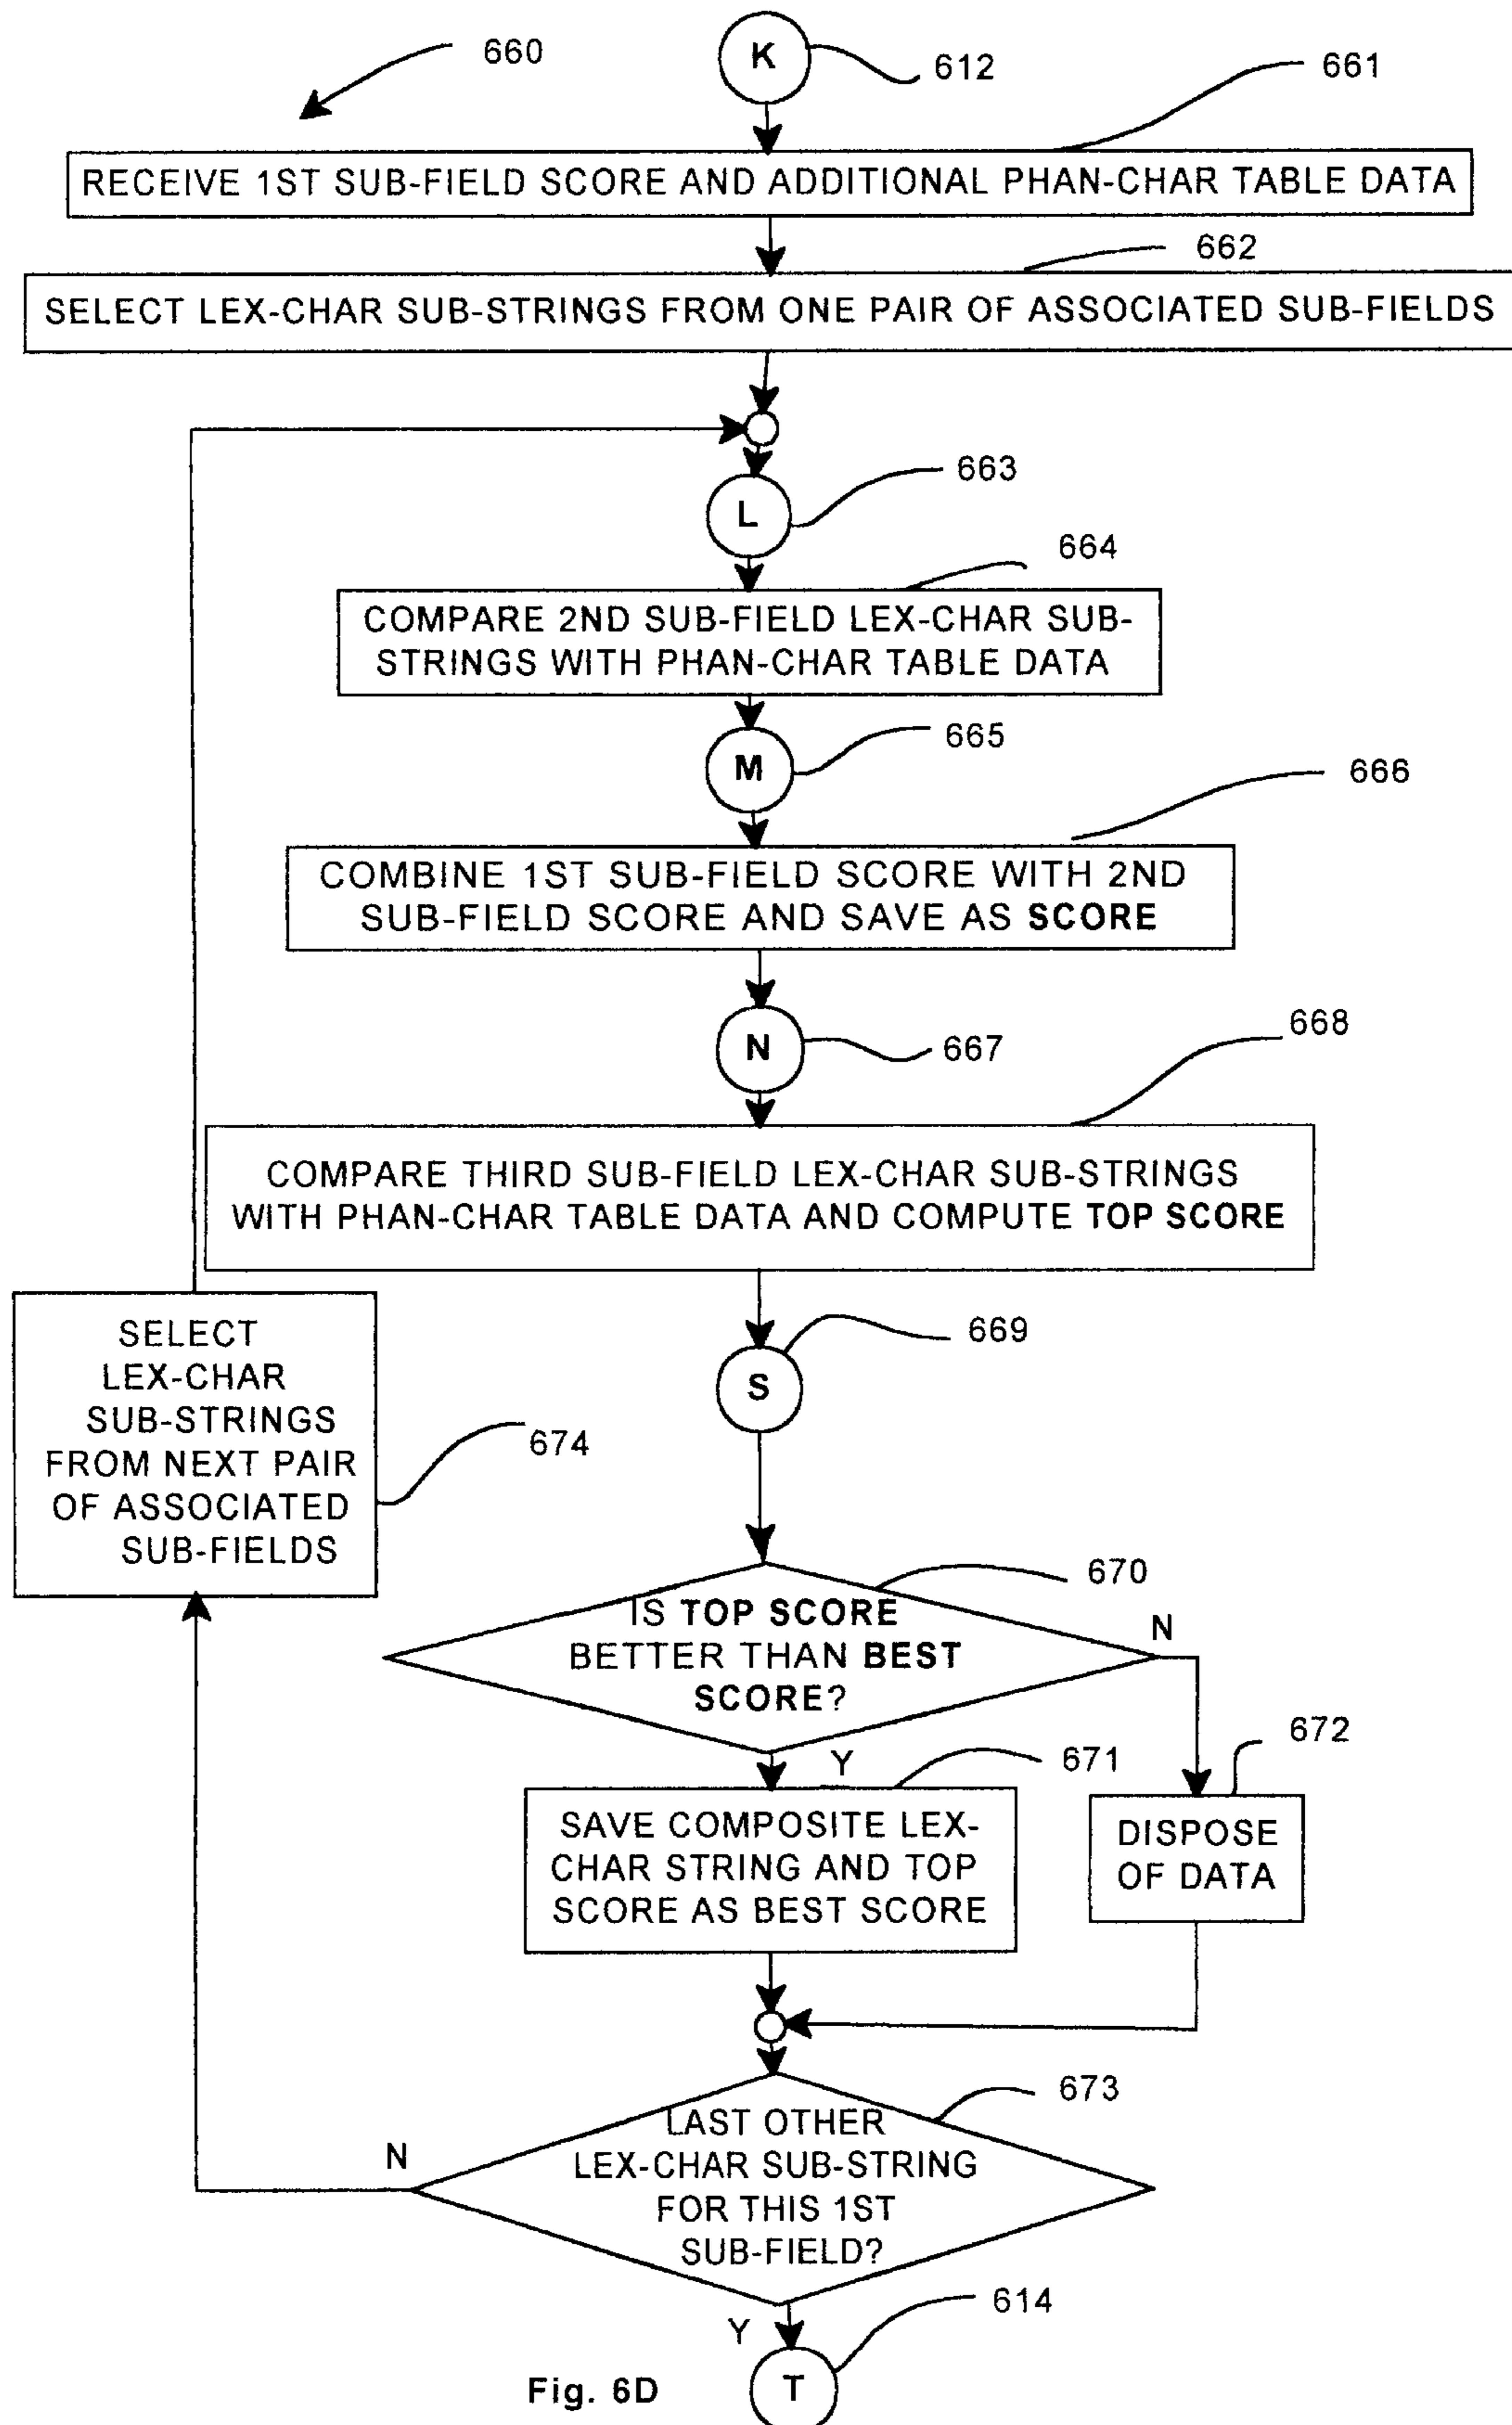 660
K
612
661
RECEIVE 1ST SUB-FIELD SCORE AND ADDITIONAL PHAN-CHAR TABLE DATA
662
SELECT LEX-CHAR SUB-STRINGS FROM ONE PAIR OF ASSOCIATED SUB-FIELDS
663
L
664
COMPARE 2ND SUB-FIELD LEX-CHAR SUB-
STRINGS WITH PHAN-CHAR TABLE DATA
665
M
666
COMBINE 1ST SUB-FIELD SCORE WITH 2ND
SUB-FIELD SCORE AND SAVE AS SCORE
N
667
668
COMPARE THIRD SUB-FIELD LEX-CHAR SUB-STRINGS
WITH PHAN-CHAR TABLE DATA AND COMPUTE TOP SCORE
669
S
SELECT
LEX-CHAR
SUB-STRINGS
FROM NEXT PAIR
OF ASSOCIATED
SUB-FIELDS
674
670
IS TOP SCORE
BETTER THAN BEST
SCORE?
N
Y
671
672
SAVE COMPOSITE LEX-
CHAR STRING AND TOP
SCORE AS BEST SCORE
DISPOSE
OF DATA
673
LAST OTHER
LEX-CHAR SUB-STRING
FOR THIS 1ST
SUB-FIELD?
N
Y
614
T
Fig. 6D